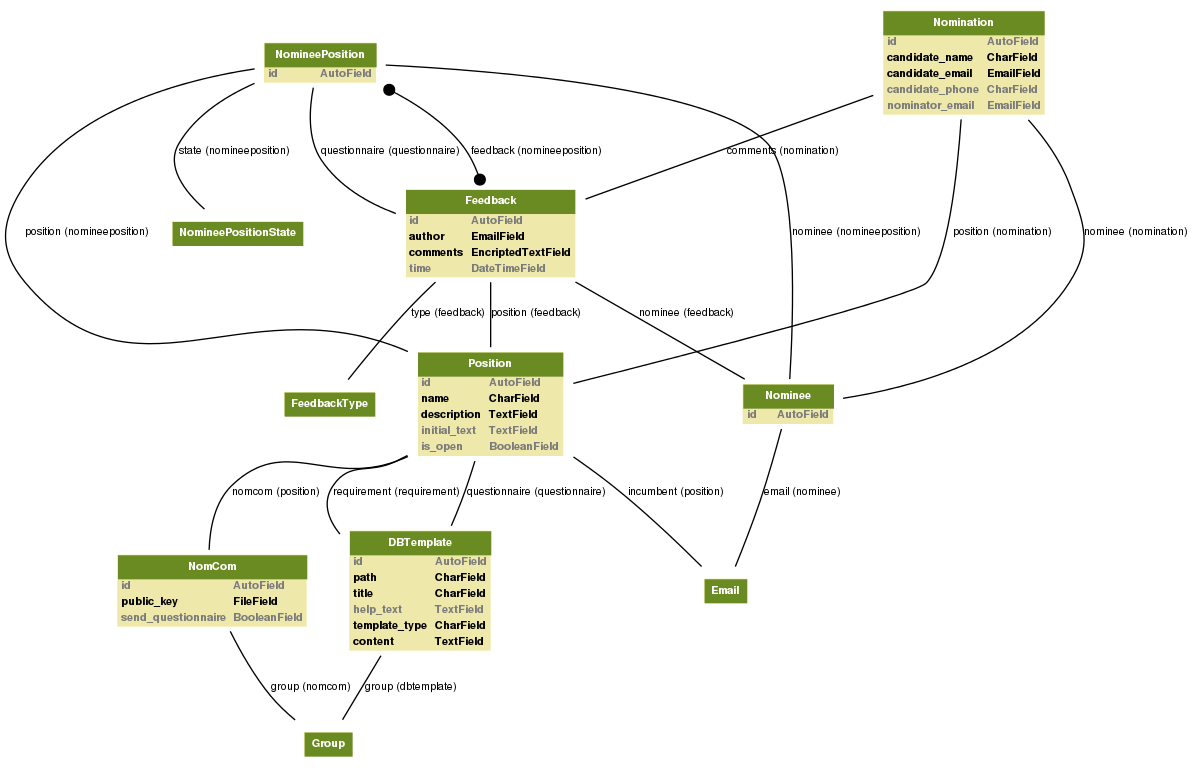 Nomination
id AutoField
candidate_name CharField
candidate_email EmailField
candidate_phone CharField
nominator_email EmailField
NomineePosition
id AutoField
state (nomineeposition)
questionnaire (questionnaire)
feedback (nomineeposition)
comments (nomination)
Feedback
id AutoField
author EmailField
comments EncriptedTextField
time DateTimeField
position (nomineeposition)
NomineePositionState
nominee (nomineeposition)
position (nomination)
nominee (nomination)
type (feedback)
position (feedback)
nominee (feedback)
Position
id AutoField
name CharField
description TextField
initial_text TextField
is_open BooleanField
FeedbackType
Nominee
id AutoField
nomcom (position)
requirement (requirement)
questionnaire (questionnaire)
incumbent (position)
email (nominee)
NomCom
id AutoField
public_key FileField
send_questionnaire BooleanField
DBTemplate
id AutoField
path CharField
title CharField
help_text TextField
template_type CharField
content TextField
Email
group (nomcom)
group (dbtemplate)
Group